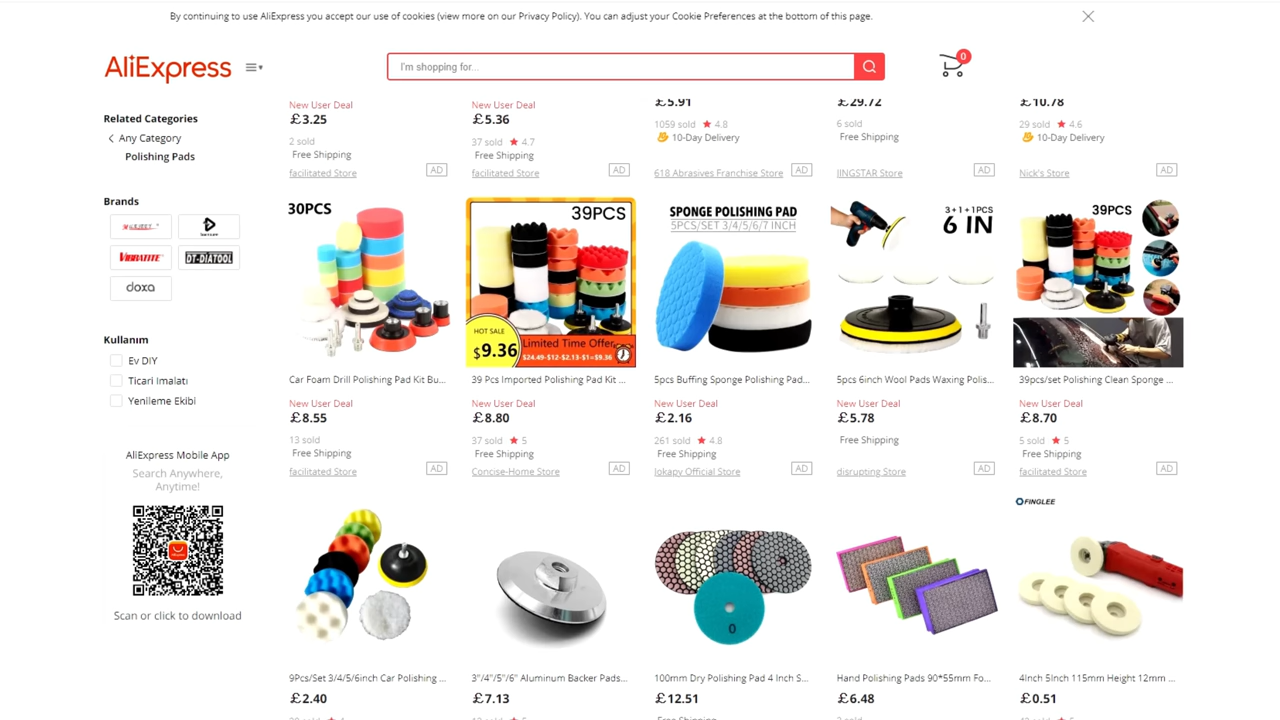 By continuing to use AliExpress you accept our use of cookies (view more on our Privacy Policy). You can adjust your Cookie Preferences at the bottom of this page.
AliExpress
I'm shopping for...
0
Related Categories
Any Category
Polishing Pads
Brands
VIBRATITE
DT-DIATOOL
doxa
Kullanım
Ev DIY
Ticari Imalatı
Yenileme Ekibi
AliExpress Mobile App
Search Anywhere,
Anytime!
Scan or click to download
New User Deal
£3.25
2 sold
Free Shipping
facilitated Store
AD
New User Deal
£5.36
37 sold 4.7
Free Shipping
facilitated Store
AD
£5.91
1059 sold 4.8
10-Day Delivery
618 Abrasives Franchise Store
AD
£29.72
6 sold
Free Shipping
IINGSTAR Store
AD
£10.78
29 sold 4.6
10-Day Delivery
Nick's Store
AD
30PCS
Car Foam Drill Polishing Pad Kit Bu...
New User Deal
£8.55
13 sold
Free Shipping
facilitated Store
AD
39PCS
HOT SALE
$9.36
Limited Time Offer
$24.49-$12-$2.13-$1=$9.36
39 Pcs Imported Polishing Pad Kit ...
New User Deal
£8.80
37 sold 5
Free Shipping
Concise-Home Store
AD
SPONGE POLISHING PAD
5PCS/SET 3/4/5/6/7 INCH
5pcs Buffing Sponge Polishing Pad...
New User Deal
£2.16
261 sold 4.8
Free Shipping
lokapy Official Store
AD
3+1+1PCS
6 IN
5pcs 6inch Wool Pads Waxing Polis...
New User Deal
£5.78
Free Shipping
disrupting Store
AD
39PCS
39pcs/set Polishing Clean Sponge ...
New User Deal
£8.70
5 sold 5
Free Shipping
facilitated Store
AD
9Pcs/Set 3/4/5/6inch Car Polishing ...
£2.40
3"/4"/5"/6" Aluminum Backer Pads...
£7.13
0
100mm Dry Polishing Pad 4 Inch S...
£12.51
Free Shipping
Hand Polishing Pads 90*55mm Fo...
£6.48
FINGLEE
4Inch 5Inch 115mm Height 12mm ...
£0.51